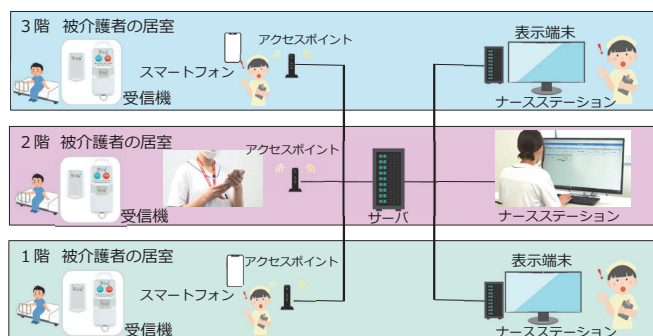 3階 被介護者の居室
アクセスポイント
表示端末
スマートフォン
受信機
ナースステーション
2階 被介護者の居室
アクセスポイント
受信機
サーバ
ナースステーション
1階 被介護者の居室
アクセスポイント
表示端末
スマートフォン
受信機
ナースステーション